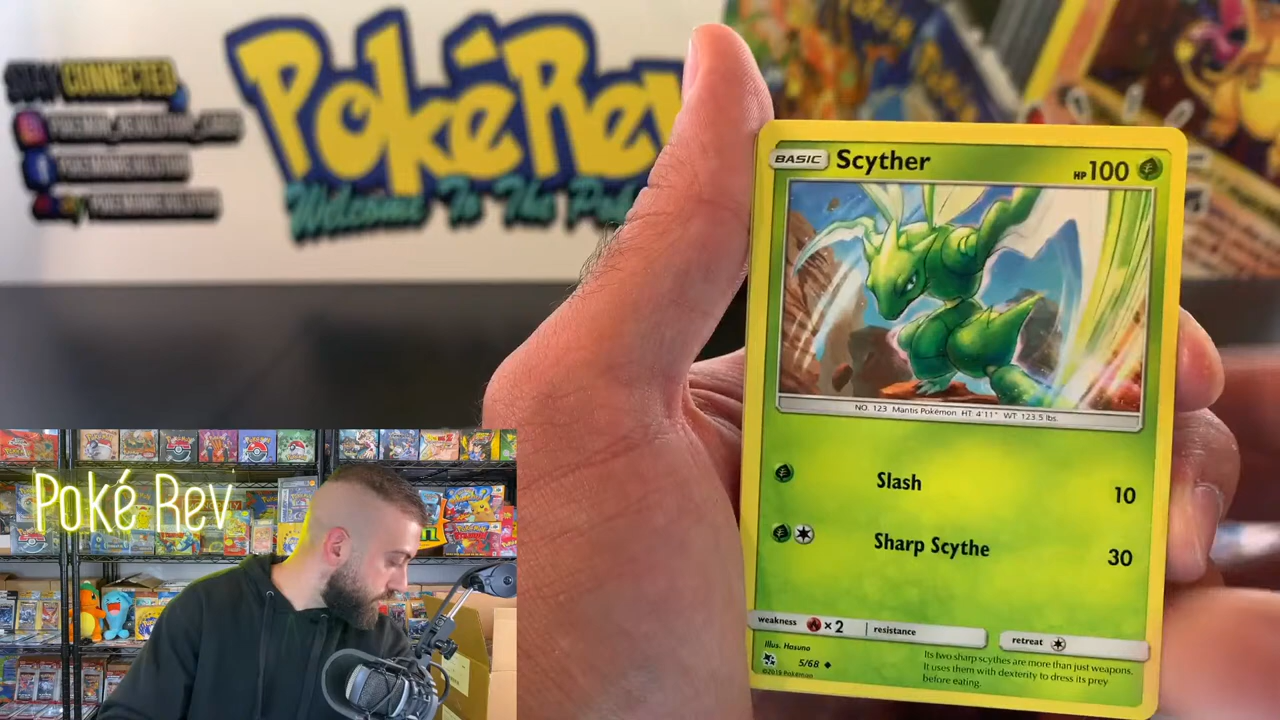 STAY CONNECTED
PokéRev
Welcome To The Poké
BASIC Scyther HP 100
NO. 123 Mantis Pokémon HT: 4'11" WT: 123.5 lbs.
Slash 10
Sharp Scythe 30
weakness ×2 resistance retreat
Illus. Hasuno
5/68
©2019 Pokémon
Its two sharp scythes are more than just weapons.
It uses them with dexterity to dress its prey
before eating.
Poké Rev